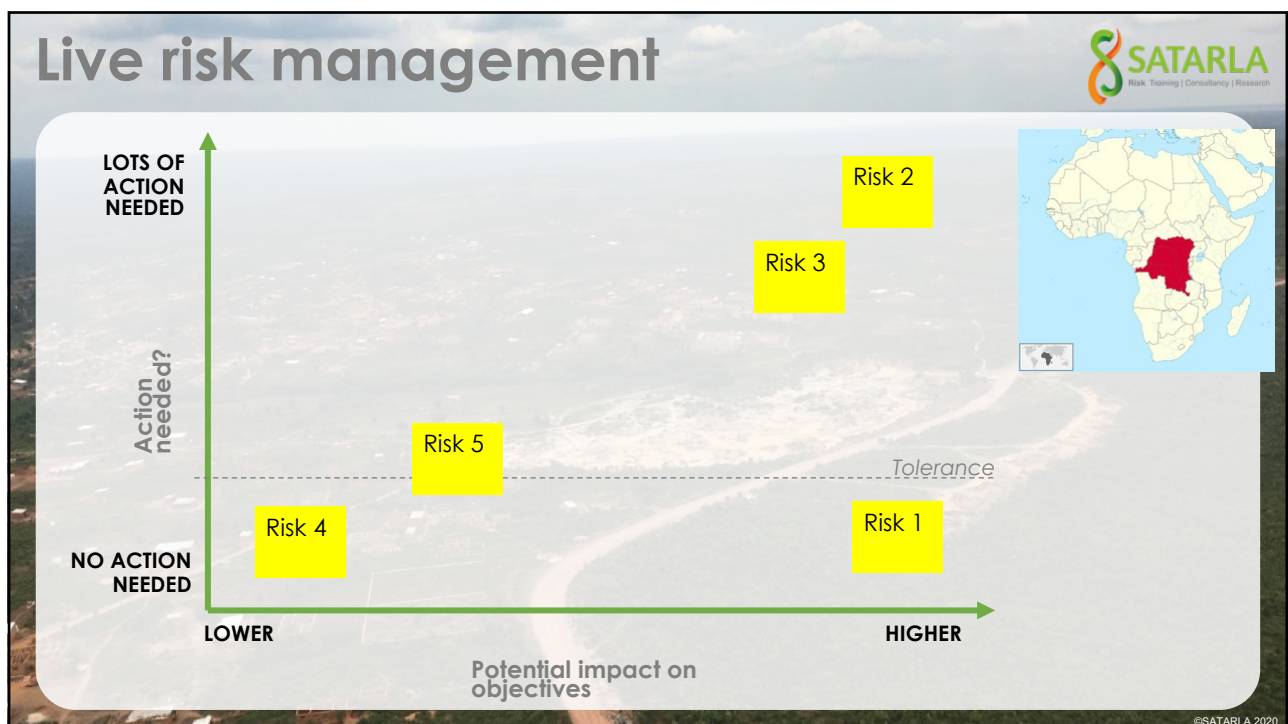 Live risk management
SATARLA
Risk Training | Consultancy | Research
LOTS OF
ACTION
NEEDED
Risk 2
Risk 3
Action
needed?
Risk 5
Tolerance
Risk 4
Risk 1
NO ACTION
NEEDED
LOWER
HIGHER
Potential impact on
objectives
©SATARLA 2020